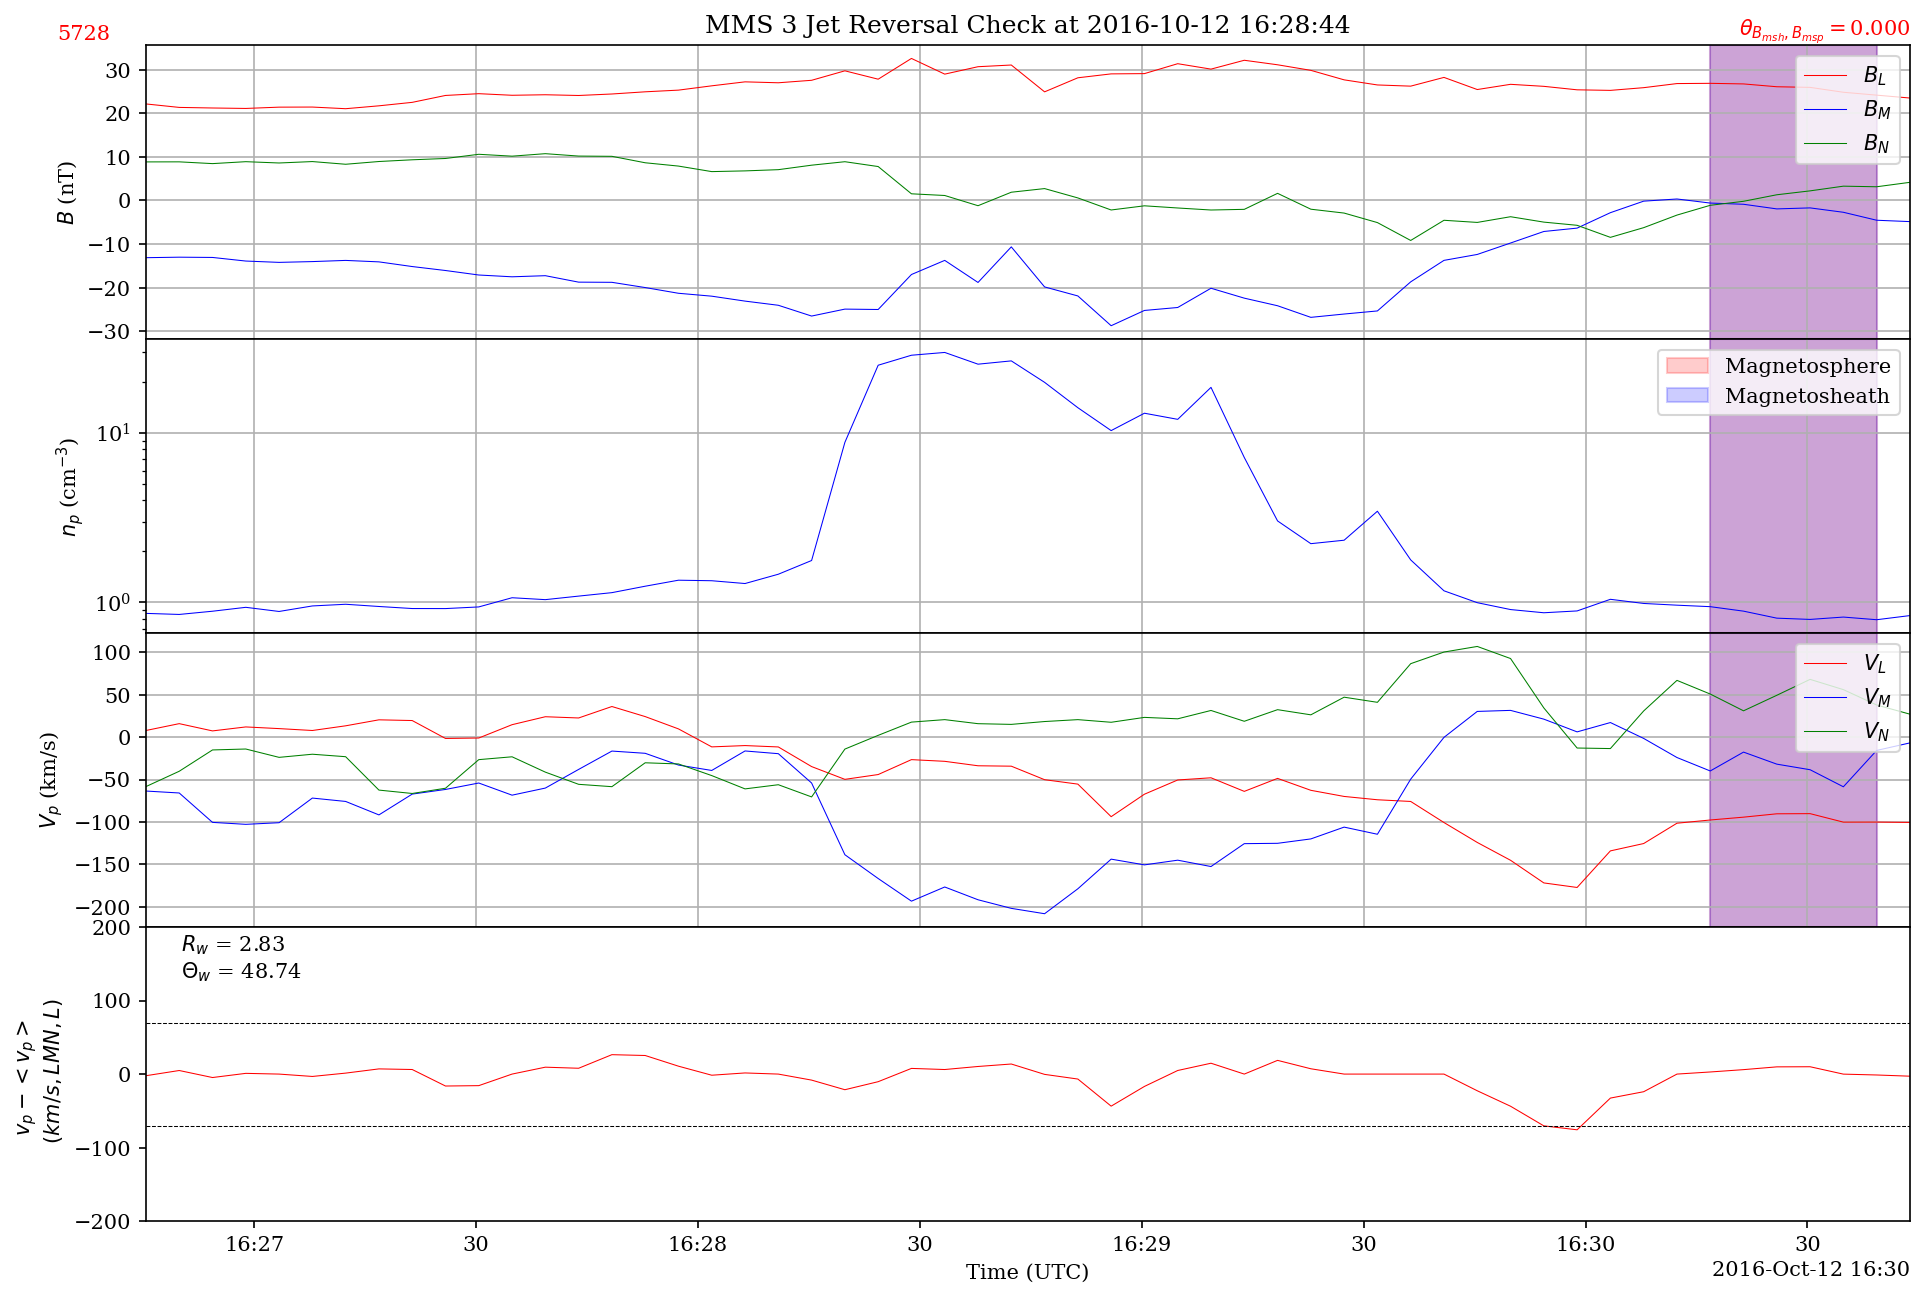 MMS 3 Jet Reversal Check at 2016-10-12 16:28:44
5728
θ_{B_{msh}, B_{msp}} = 0.000
30
20
10
0
−10
−20
−30
B (nT)
B_L
B_M
B_N
10^1
10^0
n_p (cm^{−3})
Magnetosphere
Magnetosheath
100
50
0
−50
−100
−150
−200
V_p (km/s)
V_L
V_M
V_N
200
100
0
−100
−200
v_p − < v_p >
(km/s, LMN, L)
R_w = 2.83
Θ_w = 48.74
16:27 30 16:28 30 16:29 30 16:30 30
Time (UTC)
2016-Oct-12 16:30